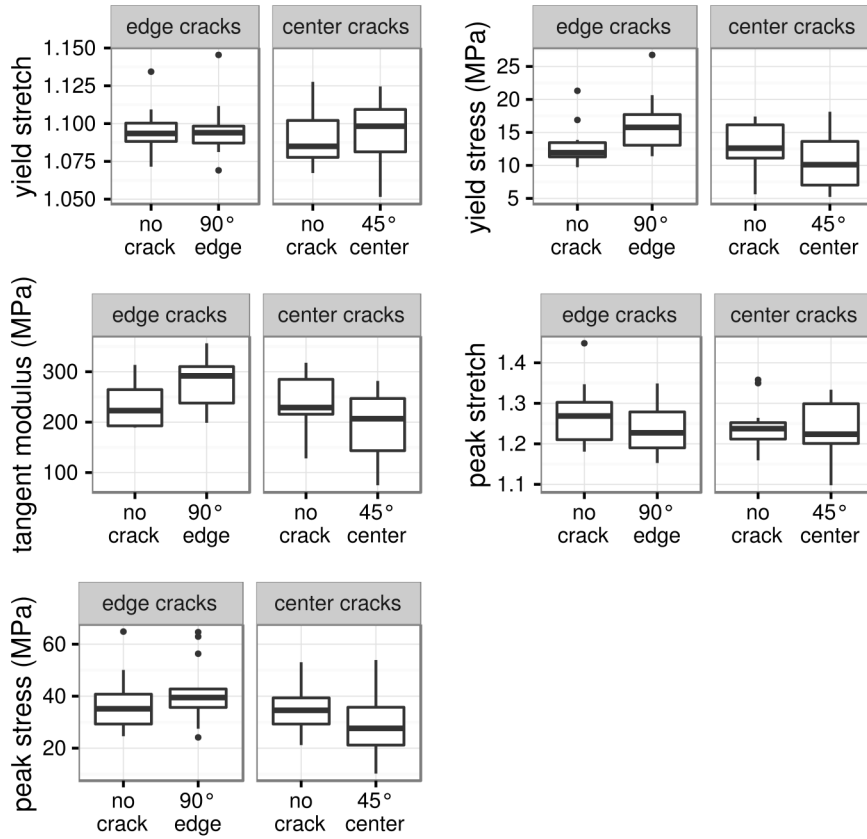 edge cracks center cracks
yield stretch
1.150
1.125
1.100
1.075
1.050
no crack
90° edge
no crack
45° center
edge cracks center cracks
yield stress (MPa)
25
20
15
10
5
no crack
90° edge
no crack
45° center
edge cracks center cracks
tangent modulus (MPa)
300
200
100
no crack
90° edge
no crack
45° center
edge cracks center cracks
peak stretch
1.4
1.3
1.2
1.1
no crack
90° edge
no crack
45° center
edge cracks center cracks
peak stress (MPa)
60
40
20
no crack
90° edge
no crack
45° center